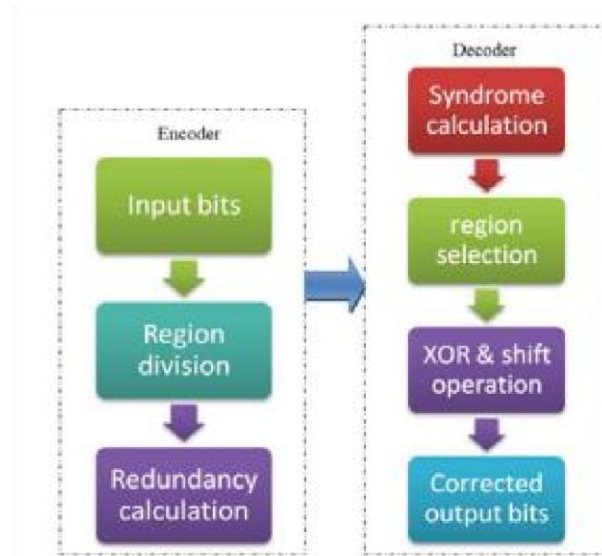 Encoder
Input bits
Region
division
Redundancy
calculation
Decoder
Syndrome
calculation
region
selection
XOR & shift
operation
Corrected
output bits